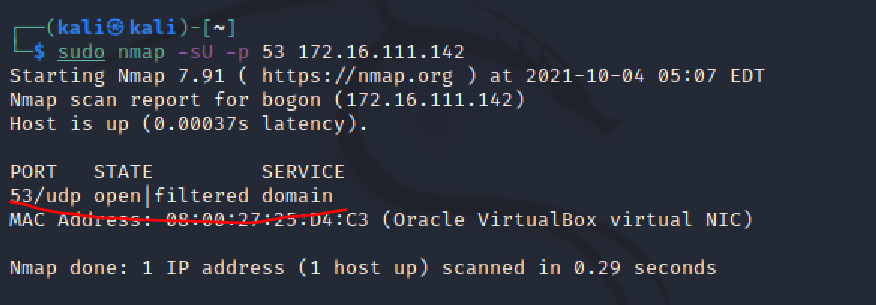 ┌──(kali㉿kali)-[~]
└─$ sudo nmap -sU -p 53 172.16.111.142
Starting Nmap 7.91 ( https://nmap.org ) at 2021-10-04 05:07 EDT
Nmap scan report for bogon (172.16.111.142)
Host is up (0.00037s latency).
PORT   STATE         SERVICE
53/udp open|filtered domain
MAC Address: 08:00:27:25:D4:C3 (Oracle VirtualBox virtual NIC)
Nmap done: 1 IP address (1 host up) scanned in 0.29 seconds